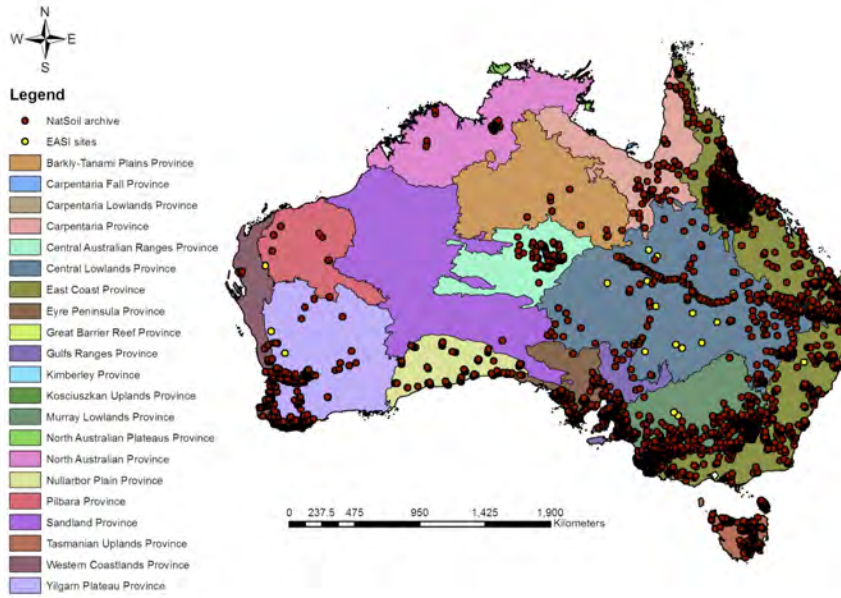 N
W E
S
Legend
NatSoil archive
EASI sites
Barkly-Tanami Plains Province
Carpentaria Fall Province
Carpentaria Lowlands Province
Carpentaria Province
Central Australian Ranges Province
Central Lowlands Province
East Coast Province
Eyre Peninsula Province
Great Barrier Reef Province
Gulfs Ranges Province
Kimberley Province
Kosciuszkan Uplands Province
Murray Lowlands Province
North Australian Plateaus Province
North Australian Province
Nullarbor Plain Province
Pilbara Province
Sandland Province
Tasmanian Uplands Province
Western Coastlands Province
Yilgarn Plateau Province
0 237.5 475 950 1,425 1,900
Kilometers